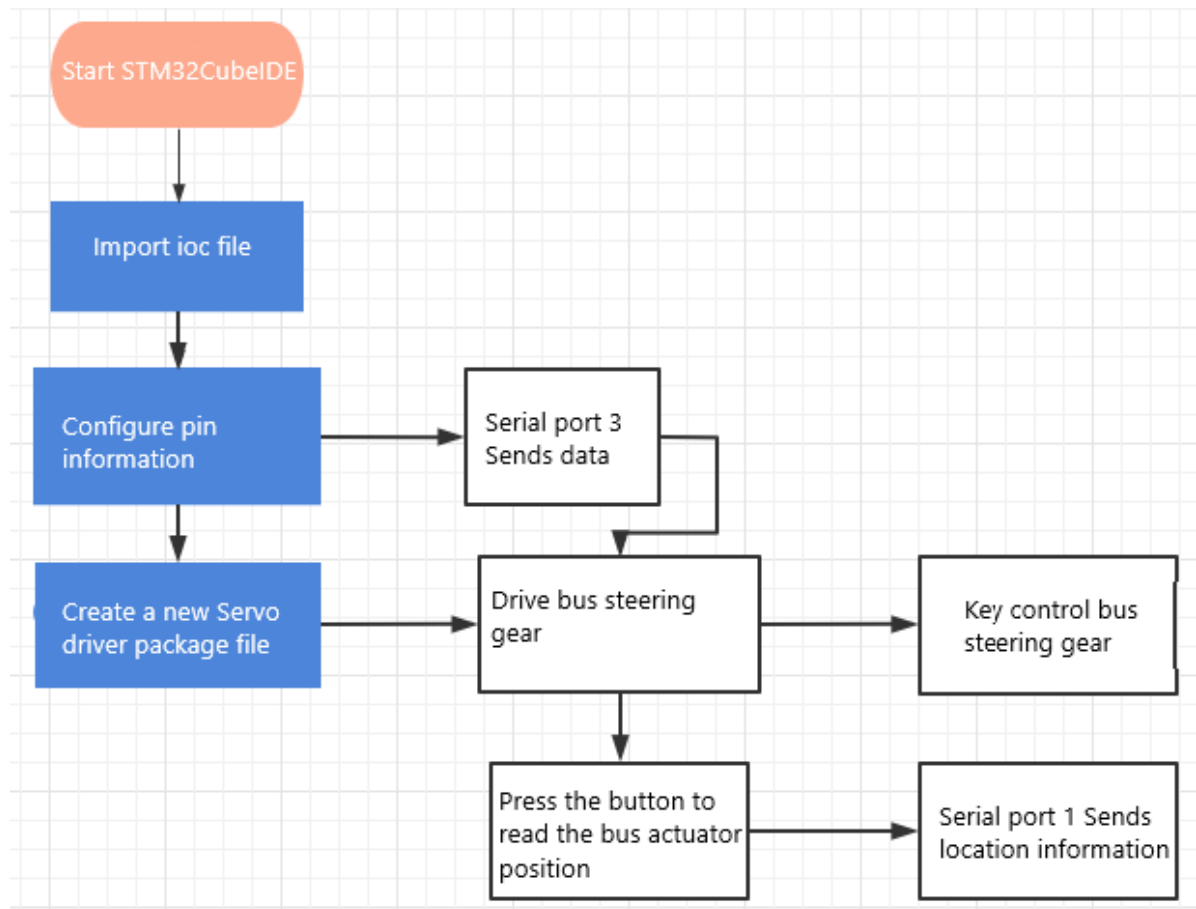 Start STM32CubeIDE
Import ioc file
Configure pin
information
Serial port 3
Sends data
Create a new Servo
driver package file
Drive bus steering
gear
Key control bus
steering gear
Press the button to
read the bus actuator
position
Serial port 1 Sends
location information